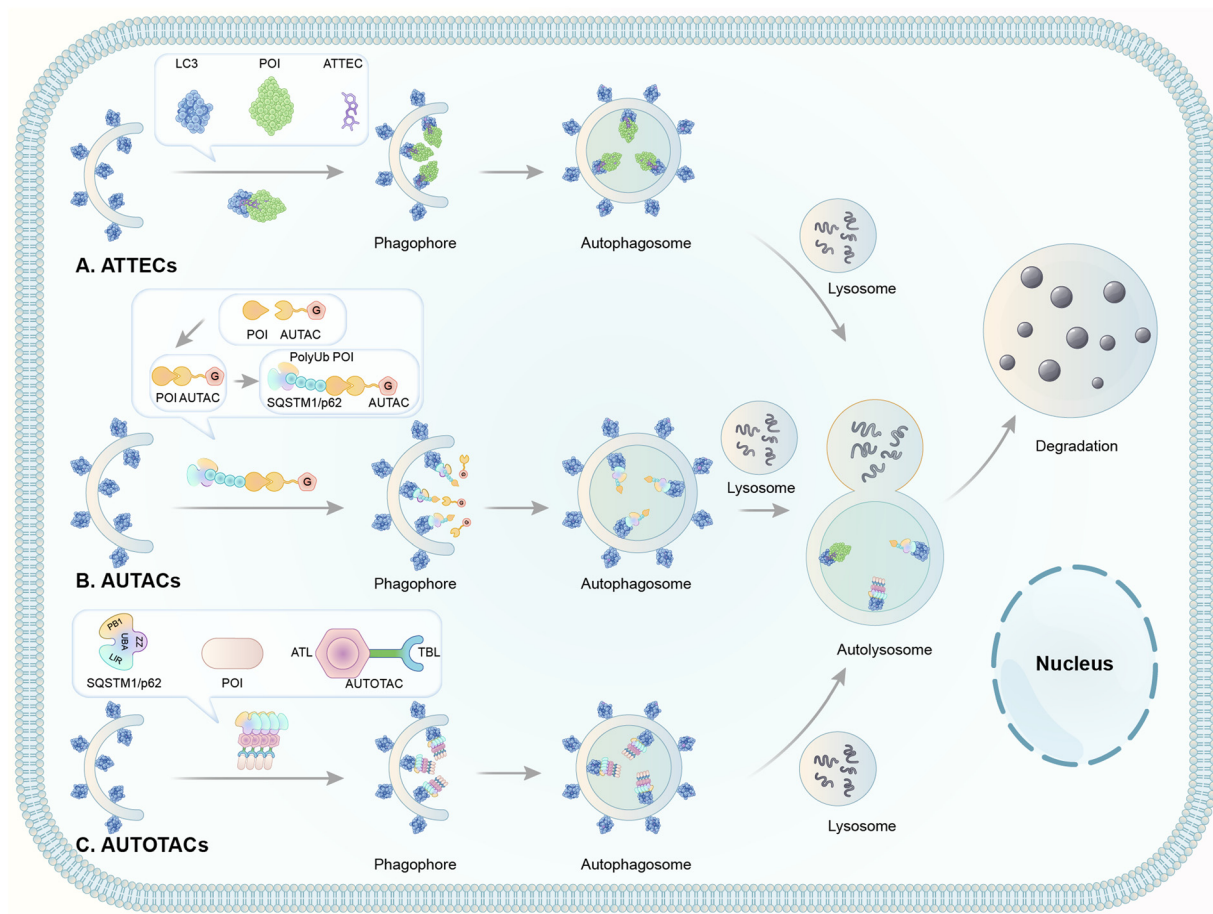 LC3 POI ATTEC
Phagophore Autophagosome
A. ATTECs
Lysosome
G
POI AUTAC
PolyUb POI
G
G
POI AUTAC
SQSTM1/p62 AUTAC
Degradation
Lysosome
G
G
G
G
Phagophore Autophagosome
B. AUTACs
PB1
UBA
ZZ
LIR
ATL TBL
SQSTM1/p62 POI AUTOTAC
Autolysosome
Nucleus
Lysosome
C. AUTOTACs
Phagophore Autophagosome